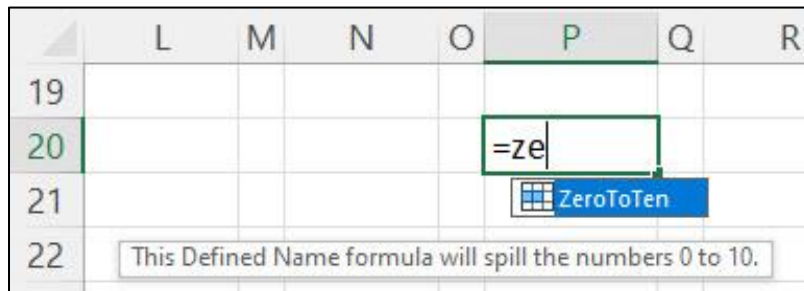 L M N O P Q R
19
20 =ze
21 ZeroToTen
22 This Defined Name formula will spill the numbers 0 to 10.